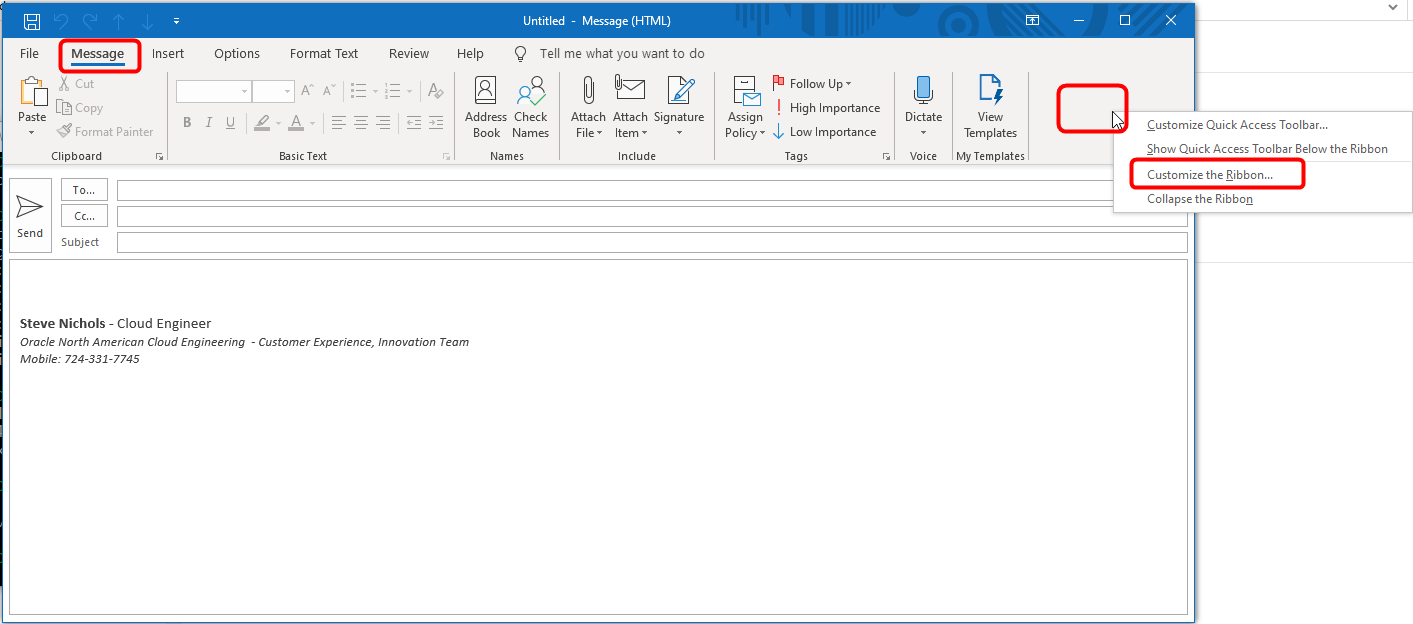 Untitled - Message (HTML)
File Message Insert Options Format Text Review Help Tell me what you want to do
Paste
Cut
Copy
Format Painter
Clipboard
B I U
A
Basic Text
Address Book
Check Names
Names
Attach File
Attach Item
Signature
Include
Assign Policy
Follow Up
High Importance
Low Importance
Tags
Dictate
Voice
View Templates
My Templates
Customize Quick Access Toolbar...
Show Quick Access Toolbar Below the Ribbon
Customize the Ribbon...
Collapse the Ribbon
Send
To...
Cc...
Subject
Steve Nichols - Cloud Engineer
Oracle North American Cloud Engineering - Customer Experience, Innovation Team
Mobile: 724-331-7745